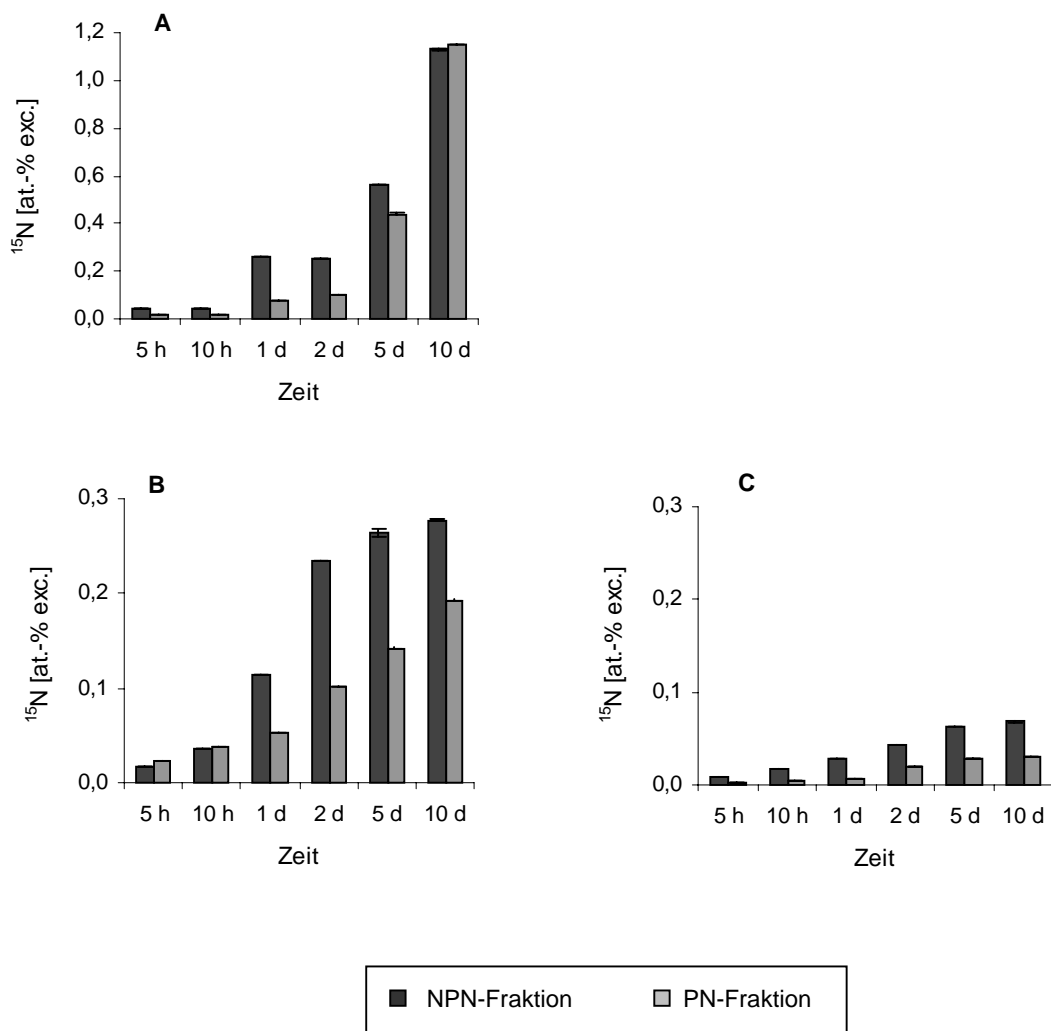 A
1,2
1,0
0,8
0,6
0,4
0,2
0,0
15N [at.-% exc.]
5 h 10 h 1 d 2 d 5 d 10 d
Zeit
B
0,3
0,2
0,1
0,0
15N [at.-% exc.]
5 h 10 h 1 d 2 d 5 d 10 d
Zeit
C
0,3
0,2
0,1
0,0
15N [at.-% exc.]
5 h 10 h 1 d 2 d 5 d 10 d
Zeit
NPN-Fraktion PN-Fraktion